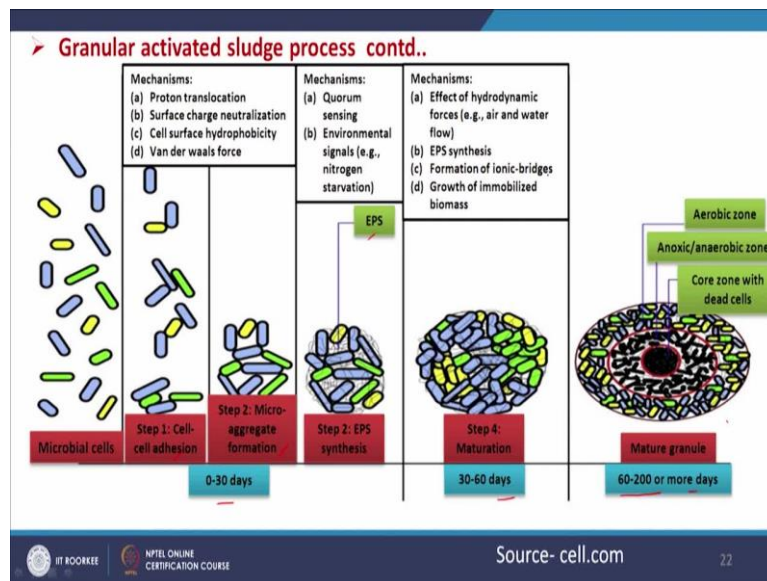 ➤ Granular activated sludge process contd..
Mechanisms:
(a) Proton translocation
(b) Surface charge neutralization
(c) Cell surface hydrophobicity
(d) Van der waals force
Mechanisms:
(a) Quorum
sensing
(b) Environmental
signals (e.g.,
nitrogen
starvation)
Mechanisms:
(a) Effect of hydrodynamic
forces (e.g., air and water
flow)
(b) EPS synthesis
(c) Formation of ionic-bridges
(d) Growth of immobilized
biomass
EPS
Aerobic zone
Anoxic/anaerobic zone
Core zone with
dead cells
Microbial cells
Step 1: Cell-
cell adhesion
Step 2: Micro-
aggregate
formation
Step 2: EPS
synthesis
Step 4:
Maturation
Mature granule
0-30 days
30-60 days
60-200 or more days
IIT ROORKEE
NPTEL ONLINE
CERTIFICATION COURSE
Source- cell.com
22